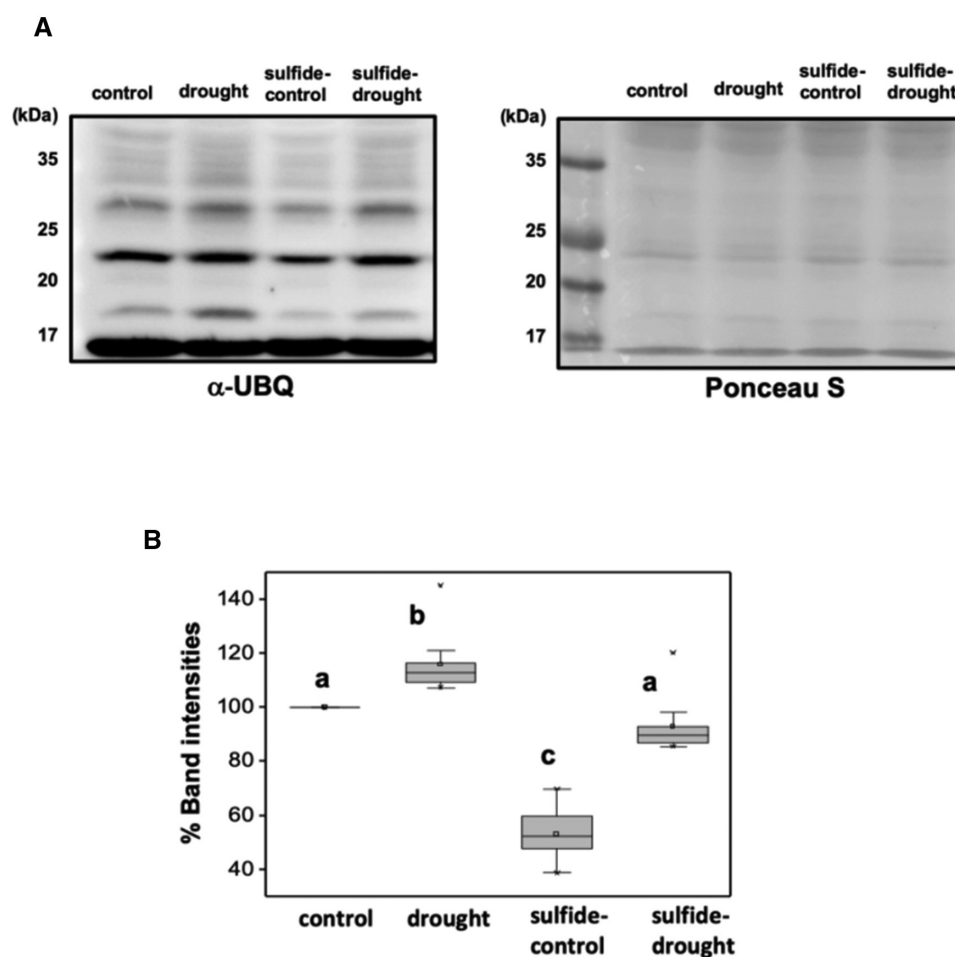 A
control drought sulfide-control sulfide-drought
(kDa)
35
25
20
17
α-UBQ
control drought sulfide-control sulfide-drought
(kDa)
35
25
20
17
Ponceau S
B
% Band intensities
140
120
100
80
60
40
a
b
c
a
control drought sulfide-control sulfide-drought